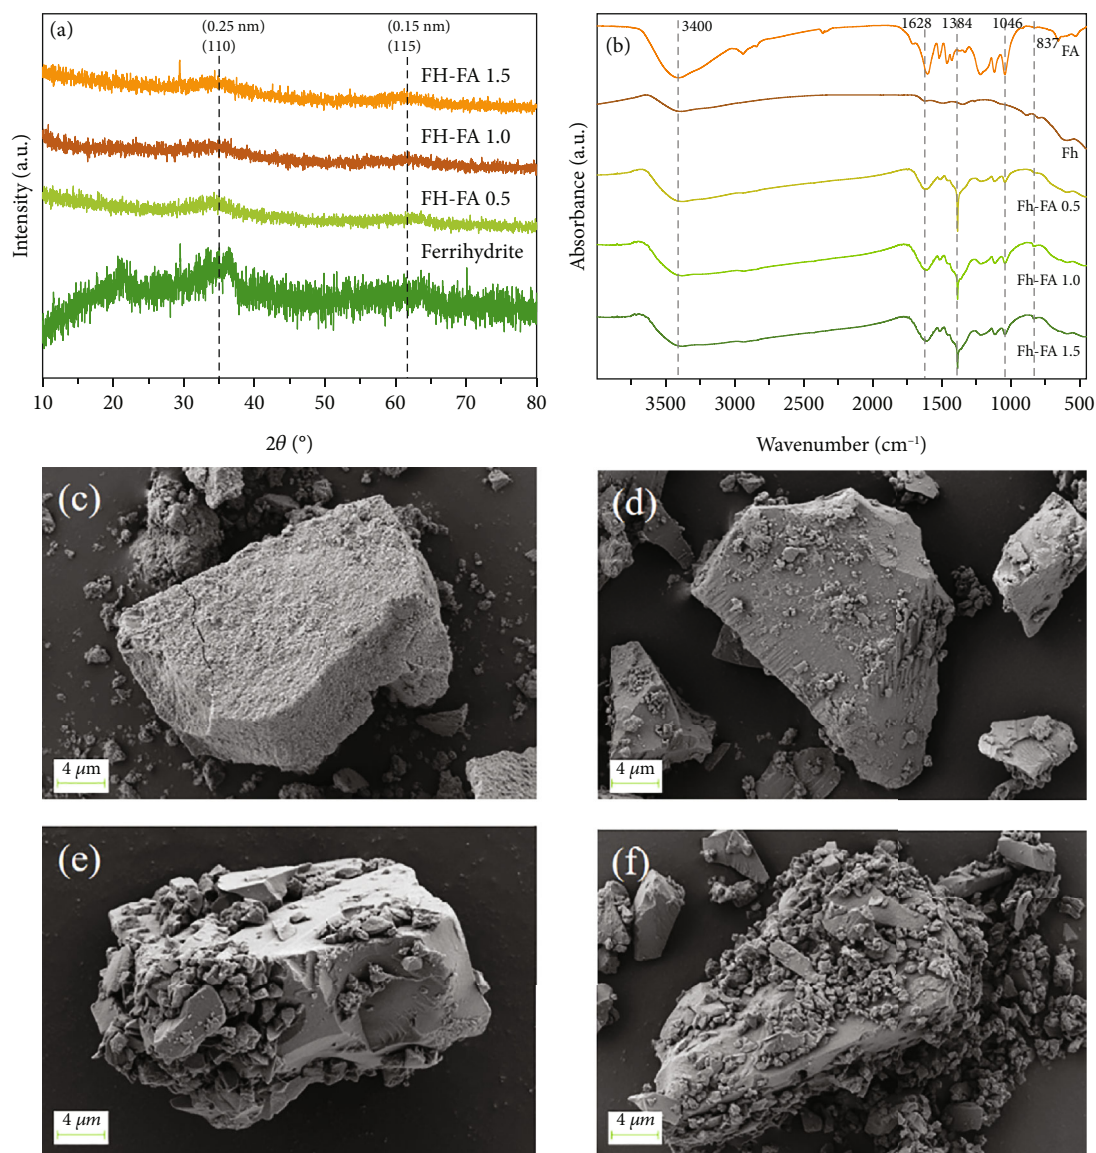 (a)
(0.25 nm)
(110)
(0.15 nm)
(115)
FH-FA 1.5
FH-FA 1.0
FH-FA 0.5
Ferrihydrite
Intensity (a.u.)
10 20 30 40 50 60 70 80
2θ (°)
(b)
3400
1628
1384
1046
837
FA
Fh
Fh-FA 0.5
Fh-FA 1.0
Fh-FA 1.5
Absorbance (a.u.)
3500 3000 2500 2000 1500 1000 500
Wavenumber (cm⁻¹)
(c)
4 μm
(d)
4 μm
(e)
4 μm
(f)
4 μm